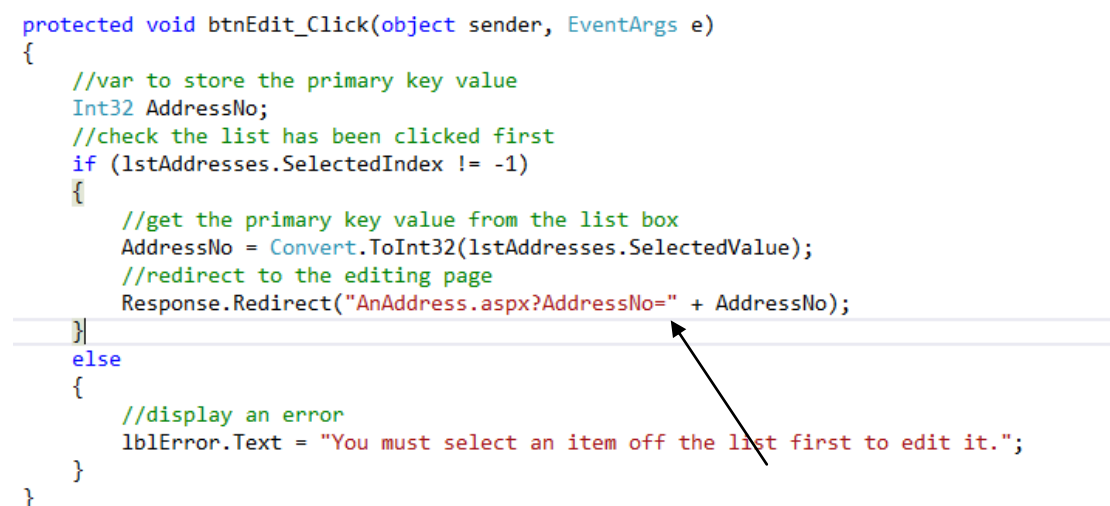 protected void btnEdit_Click(object sender, EventArgs e)
{
    //var to store the primary key value
    Int32 AddressNo;
    //check the list has been clicked first
    if (lstAddresses.SelectedIndex != -1)
    {
        //get the primary key value from the list box
        AddressNo = Convert.ToInt32(lstAddresses.SelectedValue);
        //redirect to the editing page
        Response.Redirect("AnAddress.aspx?AddressNo=" + AddressNo);
    }
    else
    {
        //display an error
        lblError.Text = "You must select an item off the list first to edit it.";
    }
}